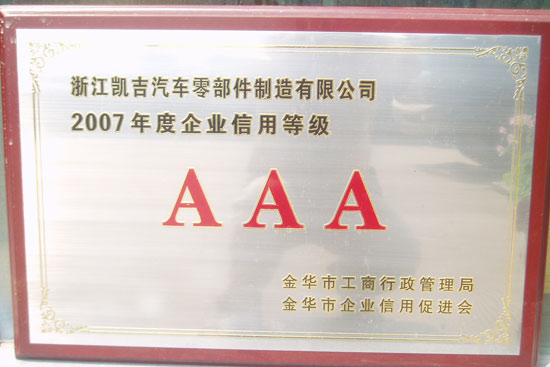 浙江凯吉汽车零部件制造有限公司
2007年度企业信用等级
AAA
金华市工商行政管理局
金华市企业信用促进会